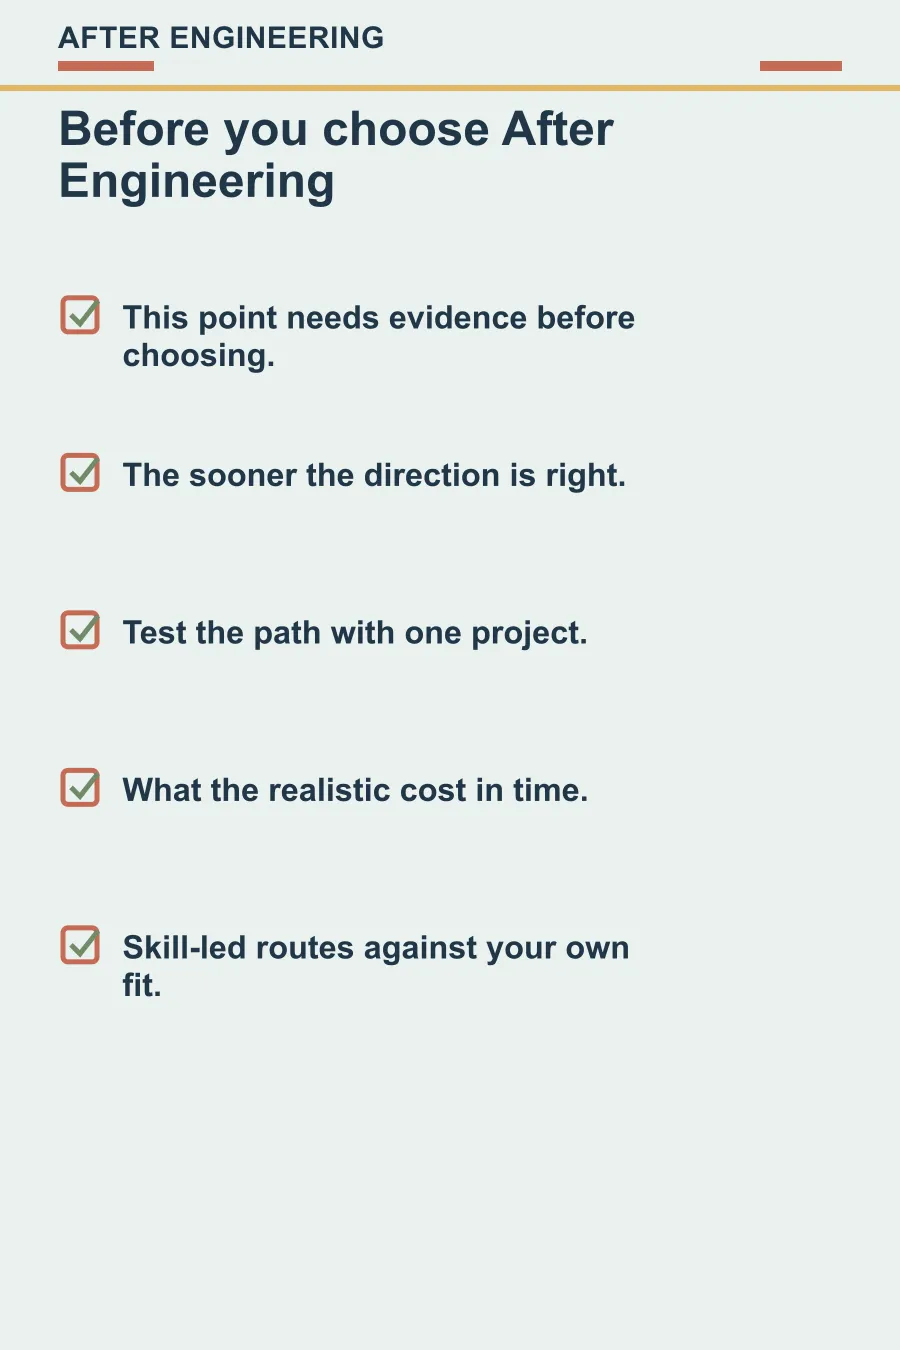 AFTER ENGINEERING
Before you choose After
Engineering
This point needs evidence before
choosing.
The sooner the direction is right.
Test the path with one project.
What the realistic cost in time.
Skill-led routes against your own
fit.